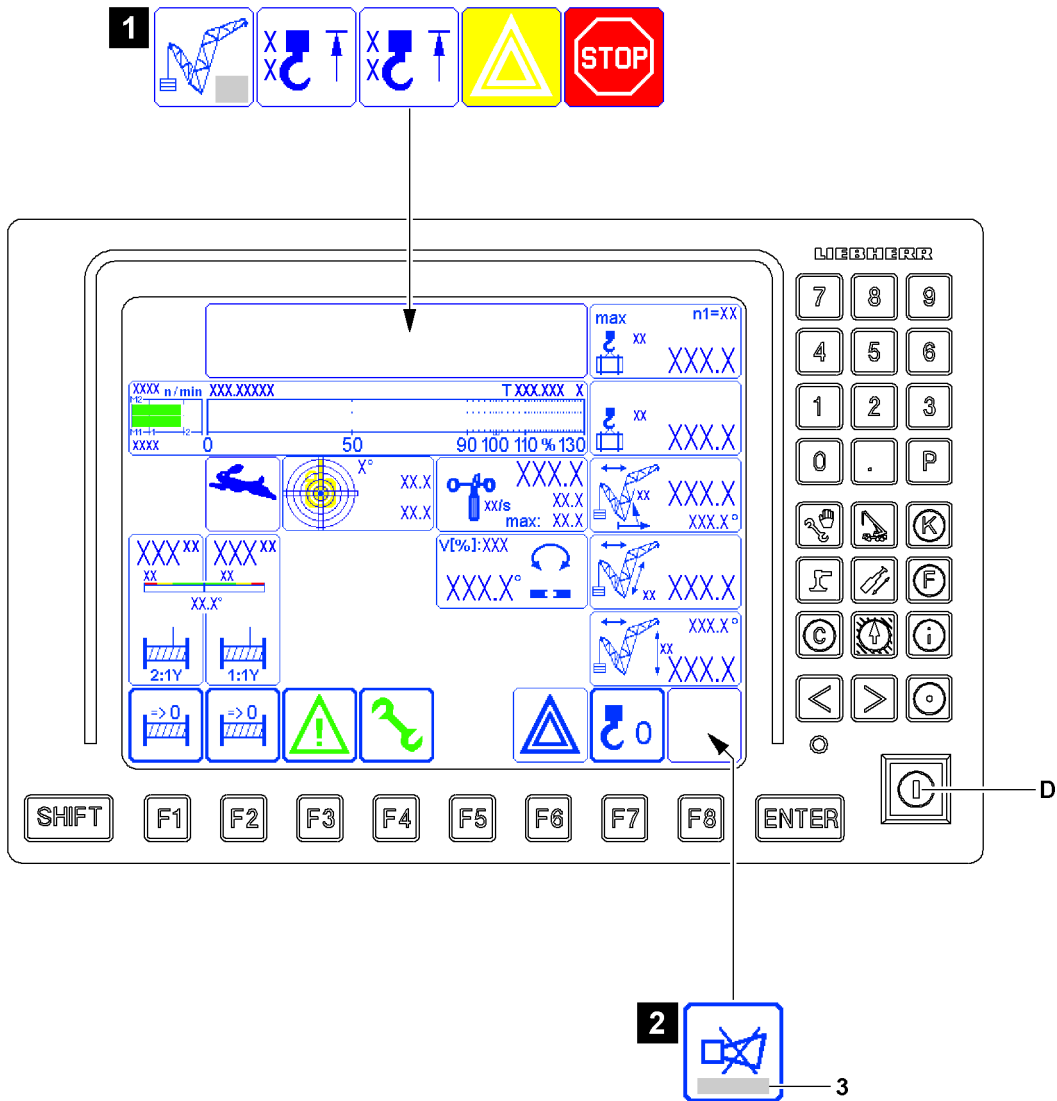 1
X X
X X
STOP
LIEBHERR
7 8 9
4 5 6
1 2 3
0 . P
K
F
C i
< >
max n1=XX
XX
XXX.X
XXXX n/min XXX.XXXXX T XXX.XXX X
M2
M1 1 2
XXXX 0 50 90 100 110 % 130
XX
XXX.X
X°
XX.X
XX.X
XXX.X
XX/s XX.X
max: XX.X
XX XXX.X
XXX.X°
XXX XX XXX XX
XX XX
XX.X°
V[%]:XXX
XXX.X°
XX XXX.X
XXX.X°
XX
XXX.X
2:1Y 1:1Y
=> 0 => 0 ! 0
D
SHIFT F1 F2 F3 F4 F5 F6 F7 F8 ENTER
2
3